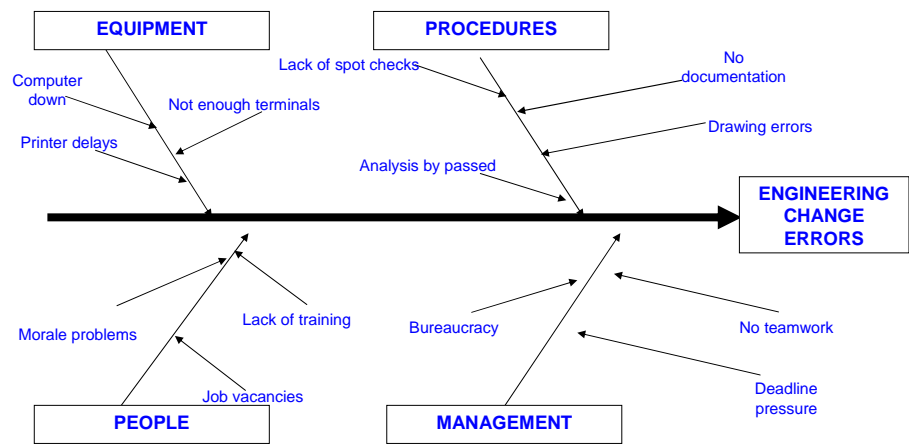 EQUIPMENT
PROCEDURES
Lack of spot checks
No
documentation
Computer
down
Not enough terminals
Drawing errors
Printer delays
Analysis by passed
ENGINEERING
CHANGE
ERRORS
Morale problems
Lack of training
Bureaucracy
No teamwork
Job vacancies
Deadline
pressure
PEOPLE
MANAGEMENT